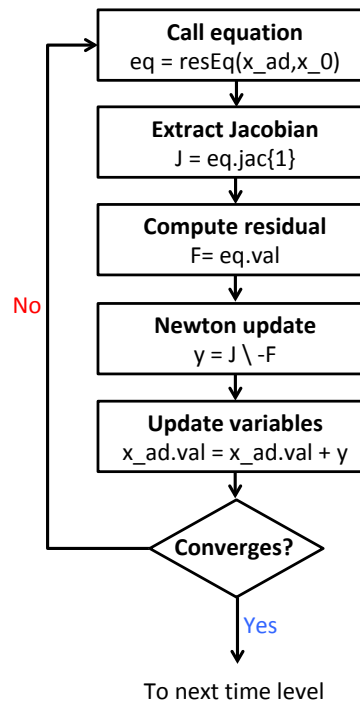 Call equation
eq = resEq(x_ad,x_0)
Extract Jacobian
J = eq.jac{1}
Compute residual
F= eq.val
No
Newton update
y = J \ -F
Update variables
x_ad.val = x_ad.val + y
Converges?
Yes
To next time level